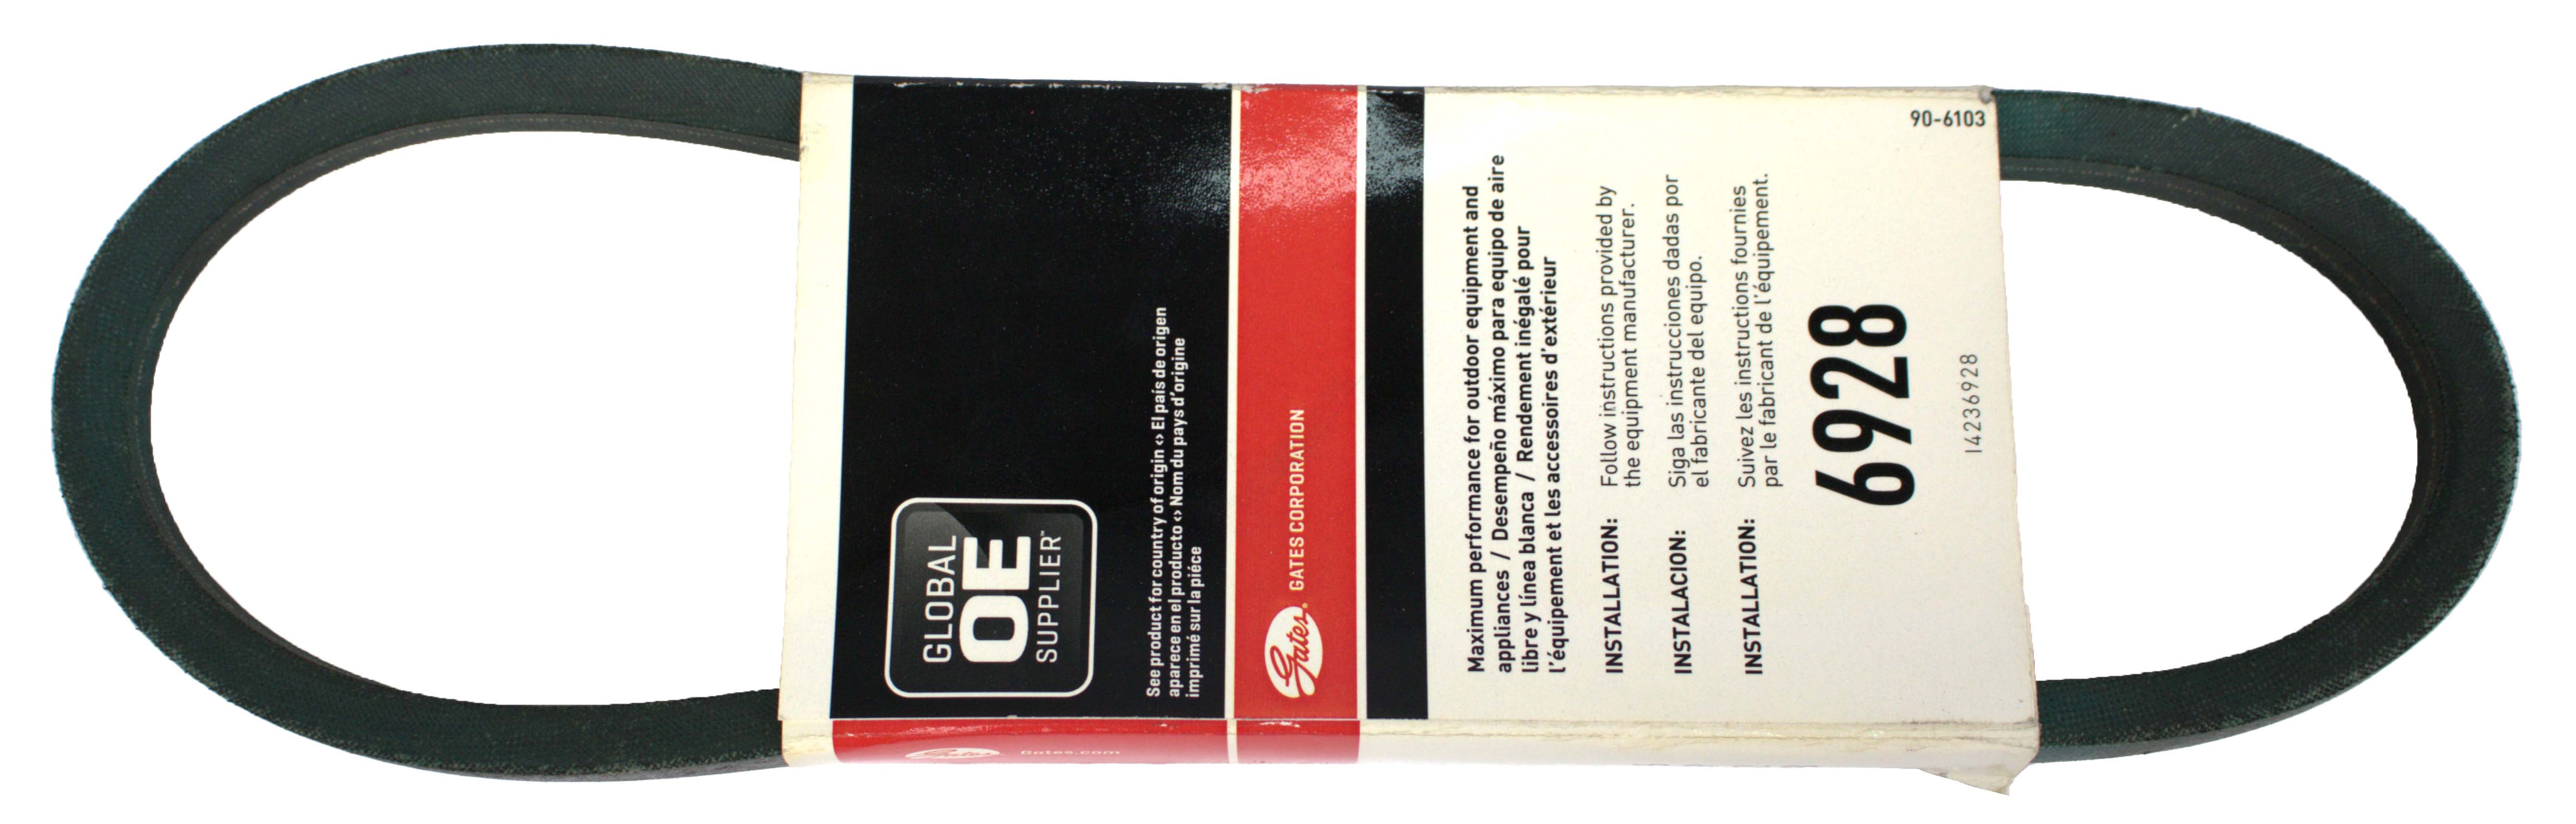 GLOBAL
OE
SUPPLIER™
See product for country of origin <> El pais de origen
aparece en el producto <> Nom du pays d'origine
imprimé sur la piéce
Gates® GATES CORPORATION
Maximum performance for outdoor equipment and
appliances / Desempeño máximo para equipo de aire
libre y línea blanca / Rendement inégalé pour
l'équipement et les accessoires d'extérieur
INSTALLATION: Follow instructions provided by
the equipment manufacturer.
INSTALACION: Siga las instrucciones dadas por
el fabricante del equipo.
INSTALLATION: Suivez les instructions fournies
par le fabricant de l'équipement.
6928
14236928
90-6103
Gates Gates.com